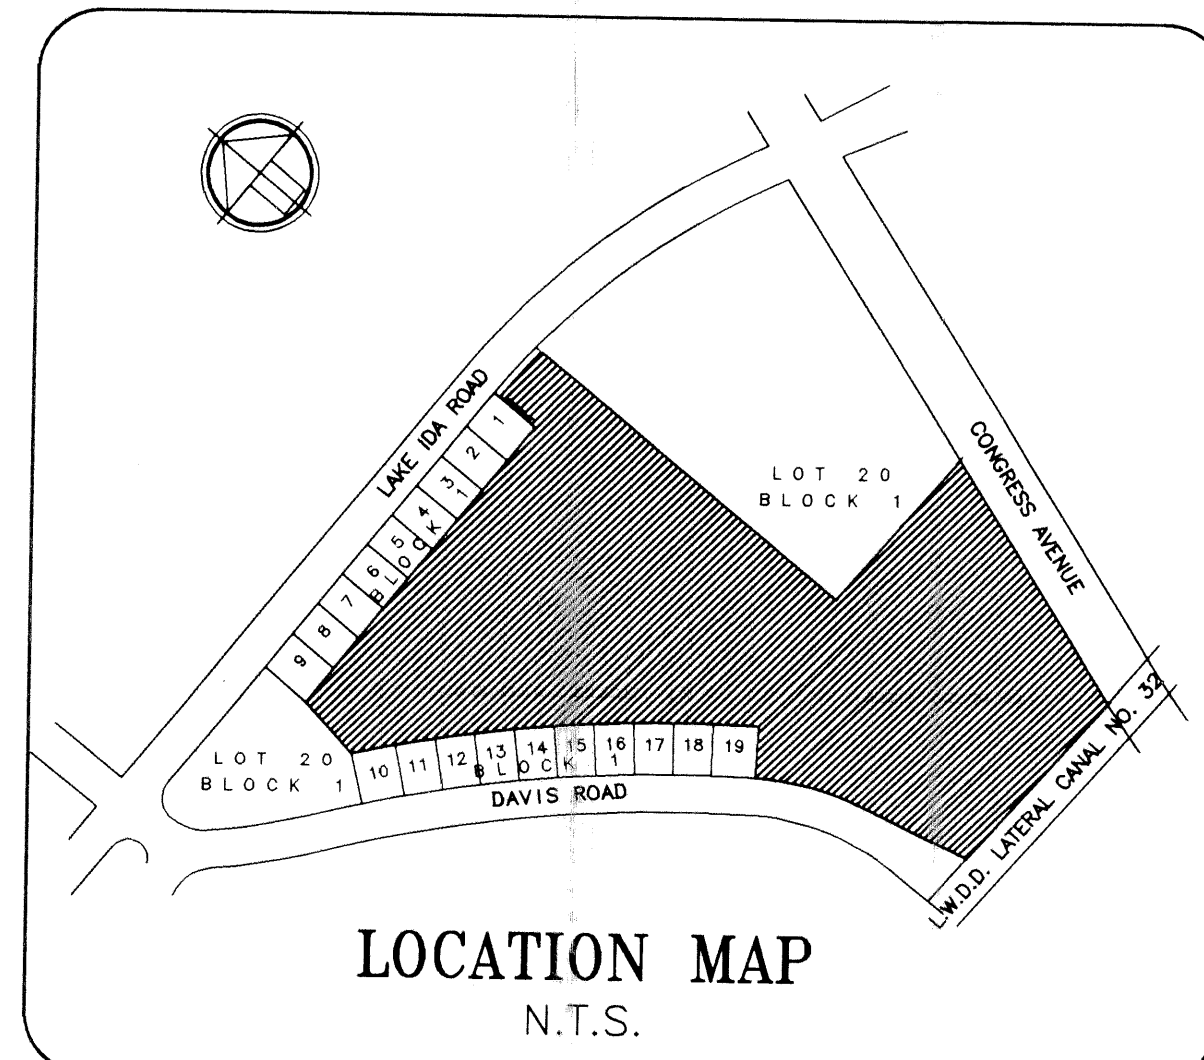 LAKE IDA ROAD
1
2
3
4
5
6
7
8
9
BLOCK 1
LOT 20
BLOCK 1
CONGRESS AVENUE
LOT 20
BLOCK 1
10
11
12
13
14
15
16
17
18
19
BLOCK 1
DAVIS ROAD
L.W.D.D. LATERAL CANAL NO. 32
LOCATION MAP
N.T.S.